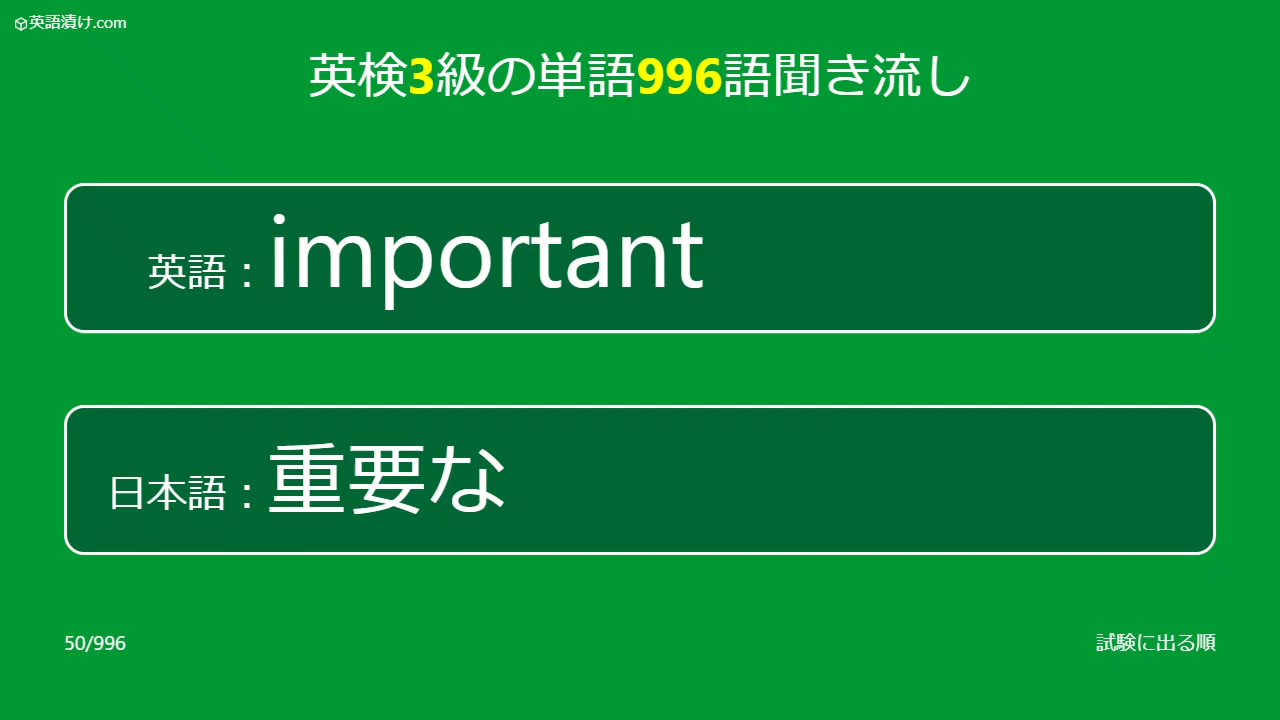 英語漬け.com
英検3級の単語996語聞き流し
英語：important
日本語：重要な
50/996
試験に出る順